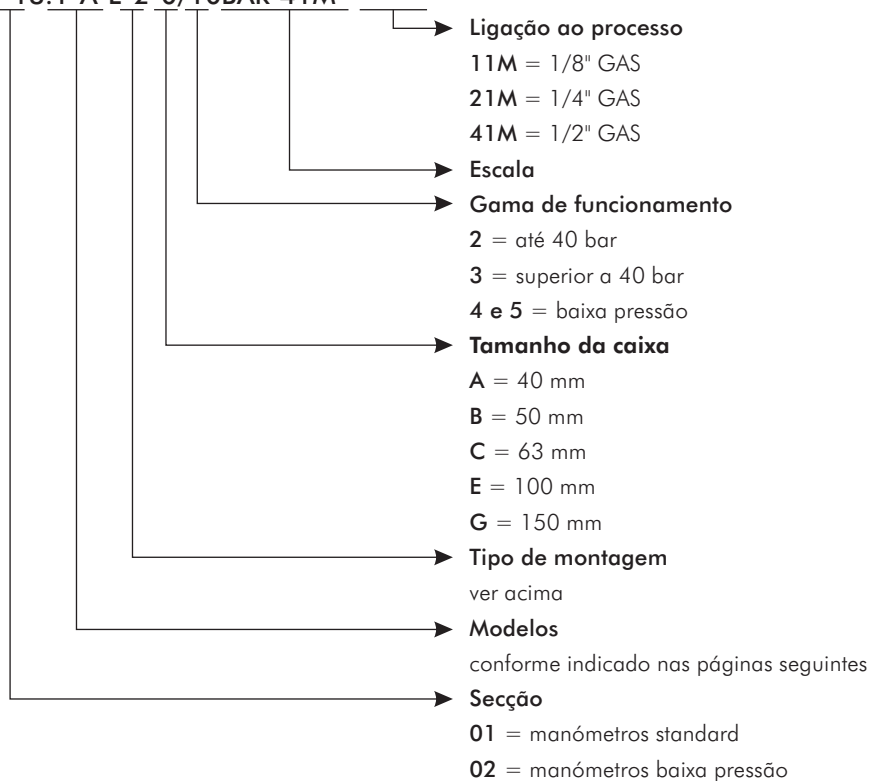 Ligação ao processo
11M = 1/8" GAS
21M = 1/4" GAS
41M = 1/2" GAS
Escala
Gama de funcionamento
2 = até 40 bar
3 = superior a 40 bar
4 e 5 = baixa pressão
Tamanho da caixa
A = 40 mm
B = 50 mm
C = 63 mm
E = 100 mm
G = 150 mm
Tipo de montagem
ver acima
Modelos
conforme indicado nas páginas seguintes
Secção
01 = manómetros standard
02 = manómetros baixa pressão